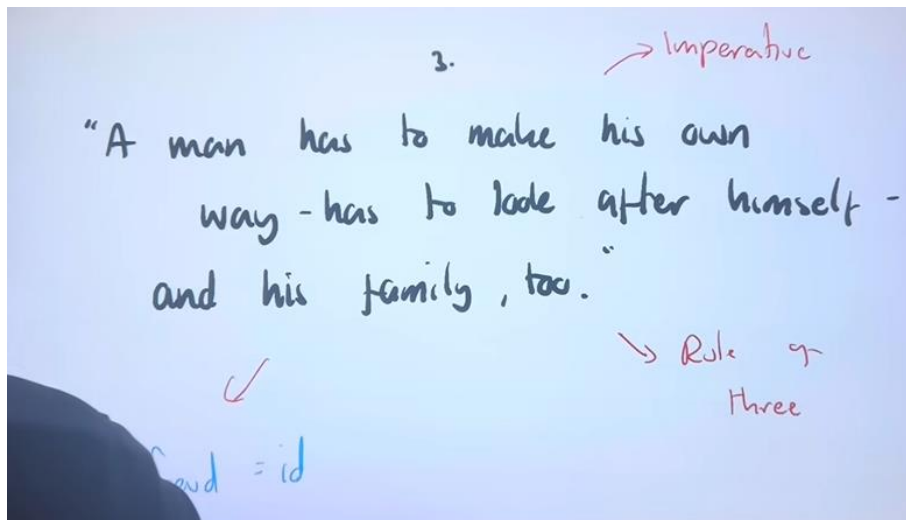 3.
→ Imperative
"A man has to make his own
way - has to look after himself -
and his family, too."
↘ Rule of
three
= id